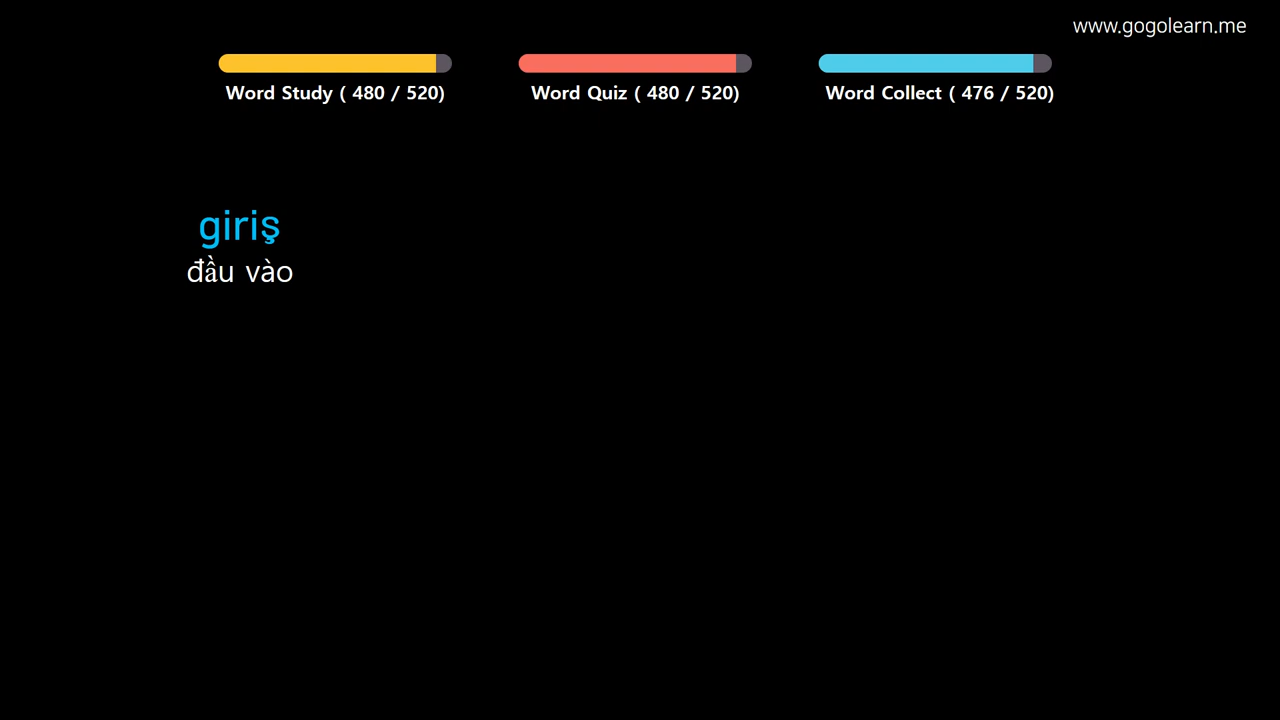 www.gogolearn.me
Word Study ( 480 / 520)
Word Quiz ( 480 / 520)
Word Collect ( 476 / 520)
giriş
đầu vào